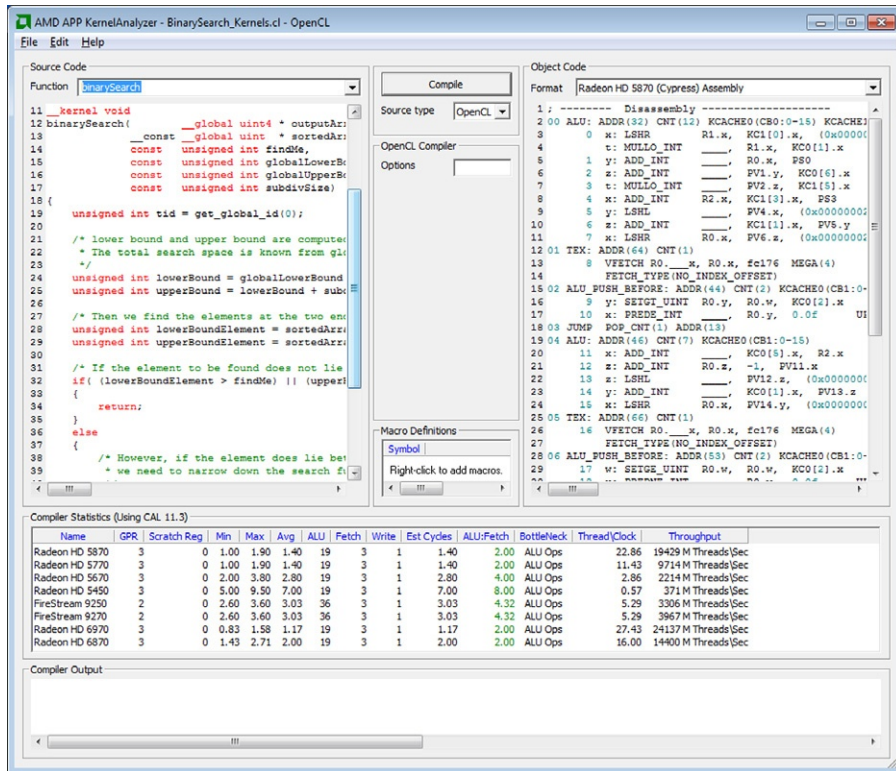 AMD APP KernelAnalyzer - BinarySearch_Kernels.cl - OpenCL
File Edit Help
Source Code
Function binarySearch
11 __kernel void
12 binarySearch( __global uint4 * outputArr
13 __const __global uint * sortedArr
14 const unsigned int findMe,
15 const unsigned int globalLowerBo
16 const unsigned int globalUpperBo
17 const unsigned int subdivSize)
18 {
19 unsigned int tid = get_global_id(0);
20
21 /* lower bound and upper bound are computed
22 * The total search space is known from glo
23 */
24 unsigned int lowerBound = globalLowerBound
25 unsigned int upperBound = lowerBound + subd
26
27 /* Then we find the elements at the two end
28 unsigned int lowerBoundElement = sortedArra
29 unsigned int upperBoundElement = sortedArra
30
31 /* If the element to be found does not lie
32 if( (lowerBoundElement > findMe) || (upperB
33 {
34 return;
35 }
36 else
37 {
38 /* However, if the element does lie bet
39 * we need to narrow down the search fu
Compile
Source type OpenCL
OpenCL Compiler
Options
Macro Definitions
Symbol
Right-click to add macros.
Object Code
Format Radeon HD 5870 (Cypress) Assembly
1 ; -------- Disassembly --------------------
2 00 ALU: ADDR(32) CNT(12) KCACHE0(CB0:0-15) KCACHE1
3 0 x: LSHR R1.x, KC1[0].x, (0x000000
4 t: MULLO_INT ____, R1.x, KC0[1].x
5 1 y: ADD_INT ____, R0.x, PS0
6 2 z: ADD_INT ____, PV1.y, KC0[6].x
7 3 t: MULLO_INT ____, PV2.z, KC1[5].x
8 4 x: ADD_INT R2.x, KC1[3].x, PS3
9 5 y: LSHL ____, PV4.x, (0x00000002
10 6 z: ADD_INT ____, KC1[1].x, PV5.y
11 7 x: LSHR R0.x, PV6.z, (0x00000002
12 01 TEX: ADDR(64) CNT(1)
13 8 VFETCH R0.___x, R0.x, fc176 MEGA(4)
14 FETCH_TYPE(NO_INDEX_OFFSET)
15 02 ALU_PUSH_BEFORE: ADDR(44) CNT(2) KCACHE0(CB1:0-
16 9 y: SETGT_UINT R0.y, R0.w, KC0[2].x
17 10 x: PREDE_INT ____, R0.y, 0.0f UP
18 03 JUMP POP_CNT(1) ADDR(13)
19 04 ALU: ADDR(46) CNT(7) KCACHE0(CB1:0-15)
20 11 x: ADD_INT ____, KC0[5].x, R2.x
21 12 z: ADD_INT R0.z, -1, PV11.x
22 13 z: LSHL ____, PV12.z, (0x0000000
23 14 y: ADD_INT ____, KC0[1].x, PV13.z
24 15 x: LSHR R0.x, PV14.y, (0x0000000
25 05 TEX: ADDR(66) CNT(1)
26 16 VFETCH R0.___x, R0.x, fc176 MEGA(4)
27 FETCH_TYPE(NO_INDEX_OFFSET)
28 06 ALU_PUSH_BEFORE: ADDR(53) CNT(2) KCACHE0(CB1:0-
29 17 w: SETGE_UINT R0.w, R0.w, KC0[2].x
Compiler Statistics (Using CAL 11.3)
Name GPR Scratch Reg Min Max Avg ALU Fetch Write Est Cycles ALU:Fetch BottleNeck Thread\Clock Throughput
Radeon HD 5870 3 0 1.00 1.90 1.40 19 3 1 1.40 2.00 ALU Ops 22.86 19429 M Threads\Sec
Radeon HD 5770 3 0 1.00 1.90 1.40 19 3 1 1.40 2.00 ALU Ops 11.43 9714 M Threads\Sec
Radeon HD 5670 3 0 2.00 3.80 2.80 19 3 1 2.80 4.00 ALU Ops 2.86 2214 M Threads\Sec
Radeon HD 5450 3 0 5.00 9.50 7.00 19 3 1 7.00 8.00 ALU Ops 0.57 371 M Threads\Sec
FireStream 9250 2 0 2.60 3.60 3.03 36 3 1 3.03 4.32 ALU Ops 5.29 3306 M Threads\Sec
FireStream 9270 2 0 2.60 3.60 3.03 36 3 1 3.03 4.32 ALU Ops 5.29 3967 M Threads\Sec
Radeon HD 6970 3 0 0.83 1.58 1.17 19 3 1 1.17 2.00 ALU Ops 27.43 24137 M Threads\Sec
Radeon HD 6870 3 0 1.43 2.71 2.00 19 3 1 2.00 2.00 ALU Ops 16.00 14400 M Threads\Sec
Compiler Output